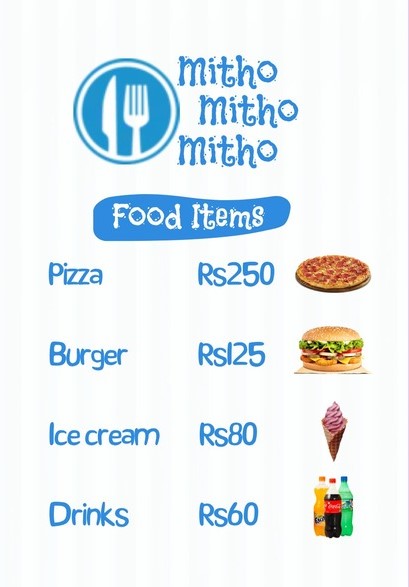 Mitho
Mitho
Mitho
Food Items
Pizza Rs250
Burger Rs125
Ice cream Rs80
Drinks Rs60